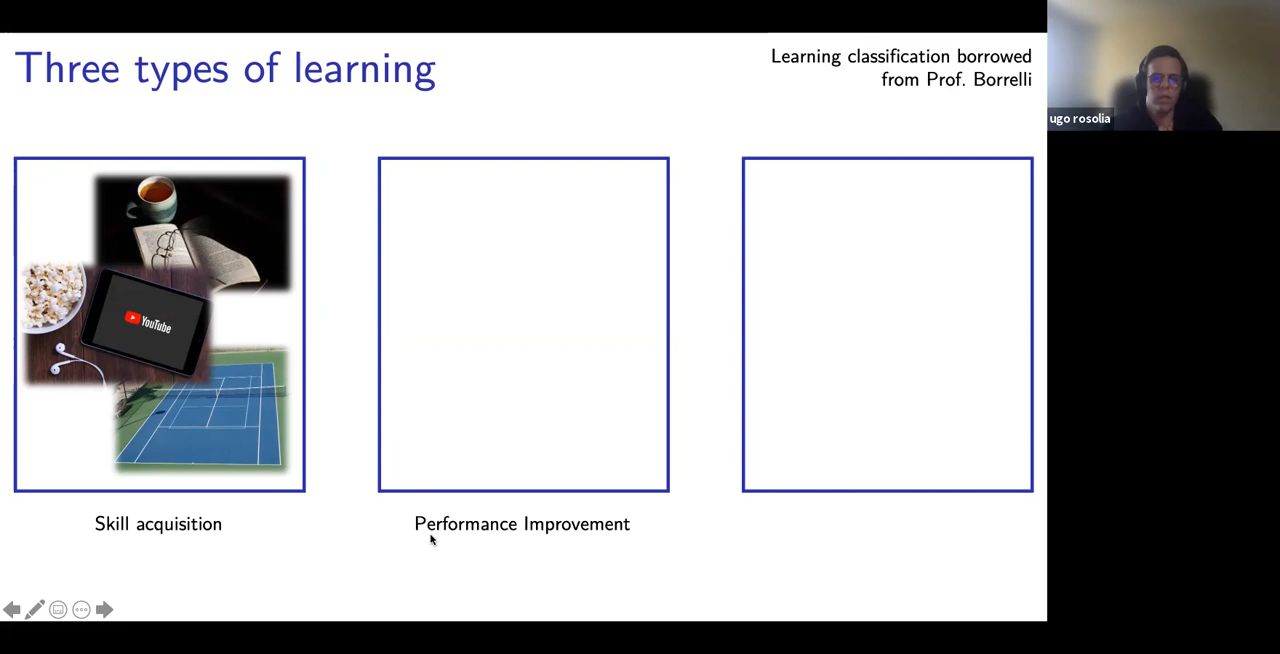 Three types of learning
Learning classification borrowed
from Prof. Borrelli
ugo rosolia
YouTube
Skill acquisition
Performance Improvement